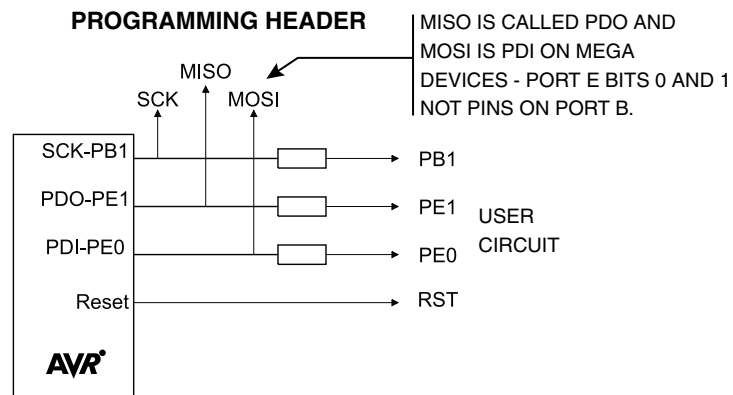 PROGRAMMING HEADER
MISO IS CALLED PDO AND
MOSI IS PDI ON MEGA
DEVICES - PORT E BITS 0 AND 1
NOT PINS ON PORT B.
MISO
SCK MOSI
SCK-PB1 PB1
PDO-PE1 PE1
PDI-PE0 PE0
USER
CIRCUIT
Reset RST
AVR